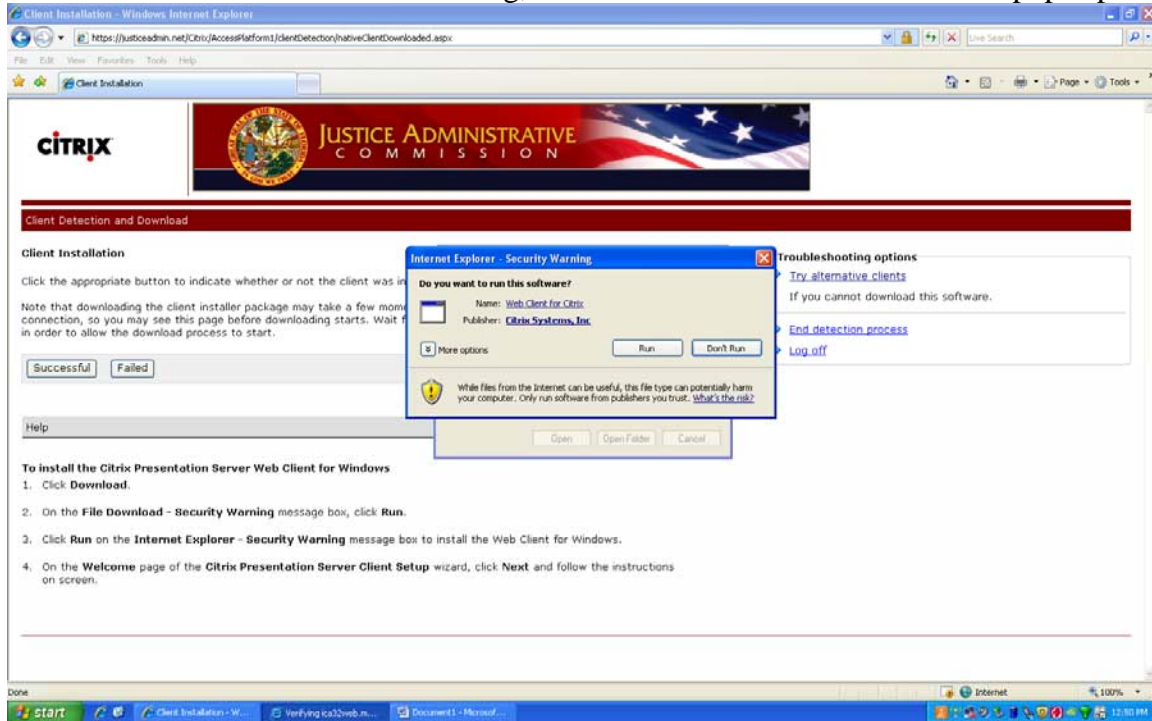 Client Installation - Windows Internet Explorer
https://justiceadmin.net/Citrix/AccessPlatform1/clientDetection/nativeClientDownloaded.aspx
Live Search
File Edit View Favorites Tools Help
Client Installation
Page Tools
CITRIX
JUSTICE ADMINISTRATIVE
COMMISSION
Client Detection and Download
Client Installation
Click the appropriate button to indicate whether or not the client was in
Note that downloading the client installer package may take a few mom
connection, so you may see this page before downloading starts. Wait f
in order to allow the download process to start.
Successful Failed
Internet Explorer - Security Warning
Do you want to run this software?
Name: Web Client for Citrix
Publisher: Citrix Systems, Inc
More options Run Don't Run
While files from the Internet can be useful, this file type can potentially harm
your computer. Only run software from publishers you trust. What's the risk?
Open Open Folder Cancel
Troubleshooting options
Try alternative clients
If you cannot download this software.
End detection process
Log off
Help
To install the Citrix Presentation Server Web Client for Windows
1. Click Download.
2. On the File Download - Security Warning message box, click Run.
3. Click Run on the Internet Explorer - Security Warning message box to install the Web Client for Windows.
4. On the Welcome page of the Citrix Presentation Server Client Setup wizard, click Next and follow the instructions
on screen.
Done Internet 100%
start Client Installation - W... Verifying ica32web.m... Document1 - Microsof... 12:50 PM